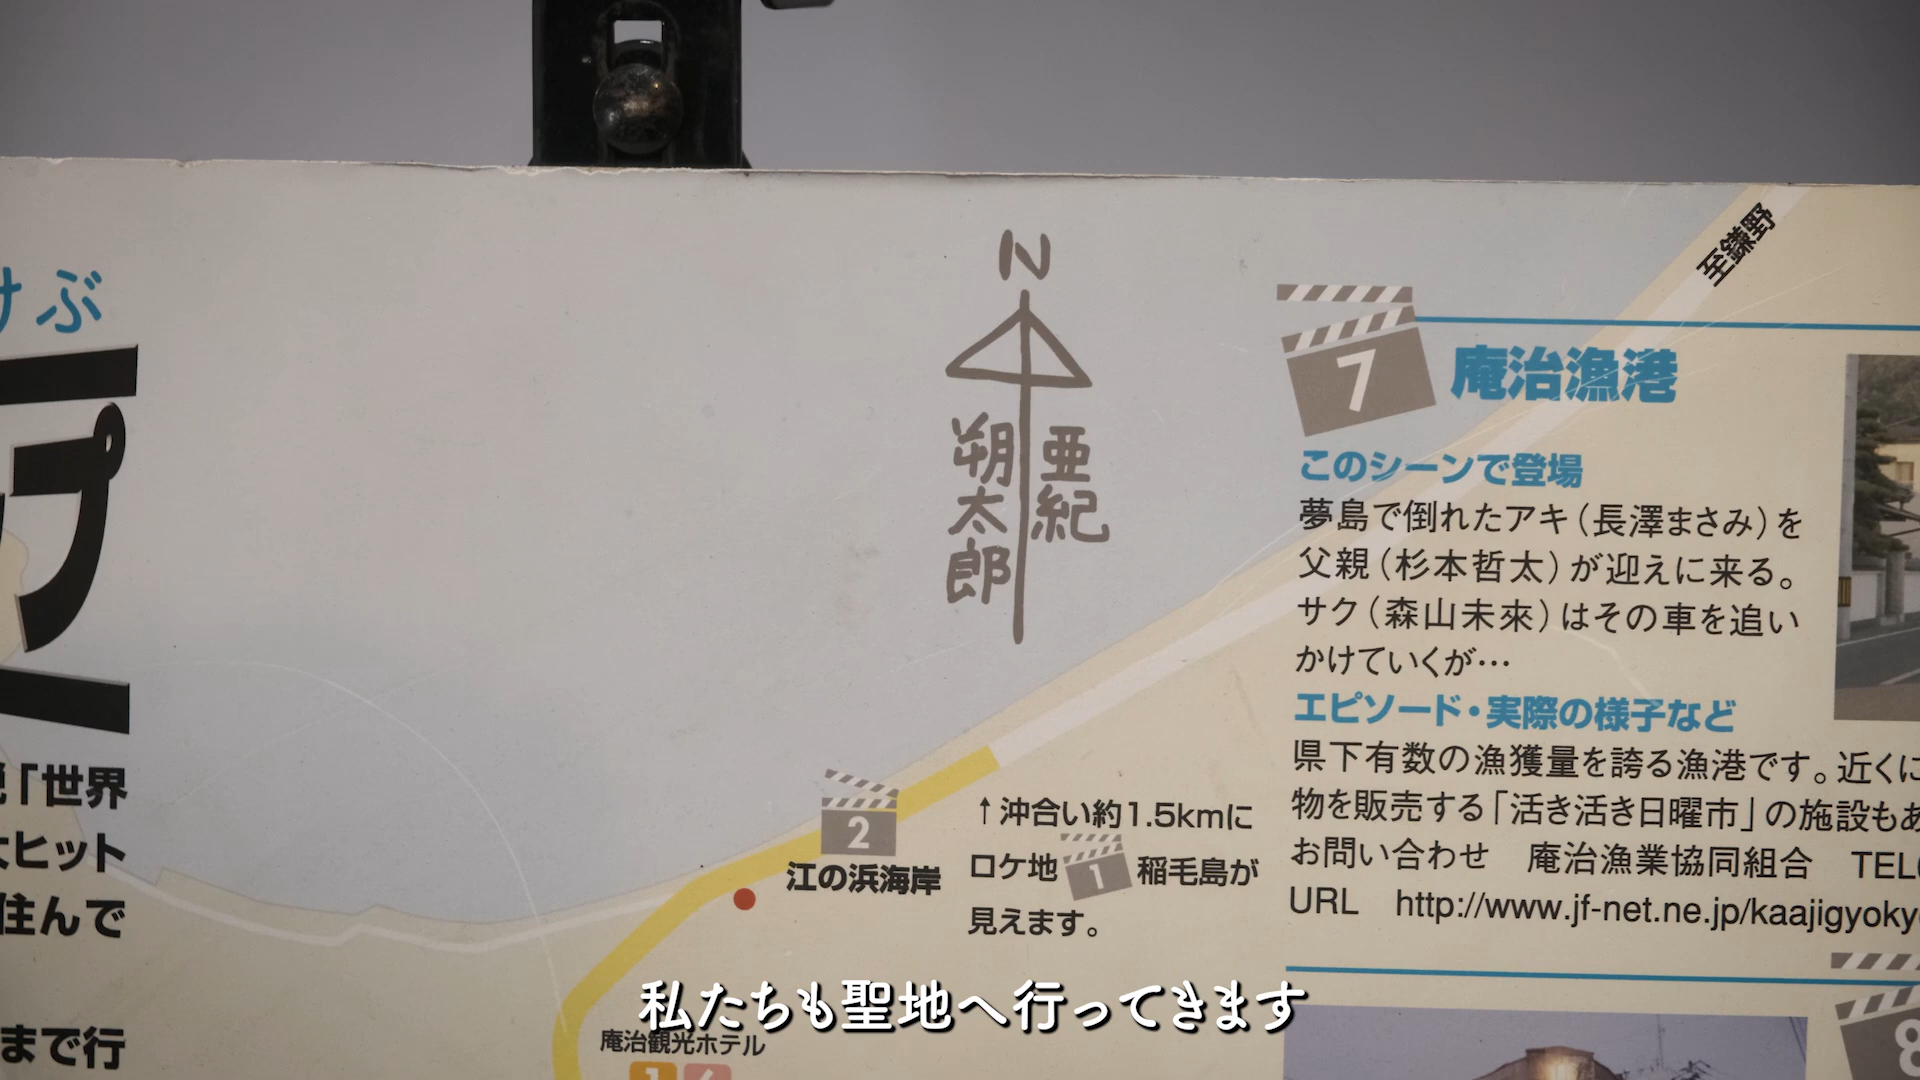 けぶ
説「世界
大ヒット
住んで
まで行
N
朔太郎
亜紀
至鎌野
7
庵治漁港
このシーンで登場
夢島で倒れたアキ（長澤まさみ）を
父親（杉本哲太）が迎えに来る。
サク（森山未來）はその車を追い
かけていくが…
エピソード・実際の様子など
県下有数の漁獲量を誇る漁港です。近くに
物を販売する「活き活き日曜市」の施設もあ
お問い合わせ　庵治漁業協同組合　TEL
URL　http://www.jf-net.ne.jp/kaajigyoky
2
江の浜海岸
↑沖合い約1.5kmに
ロケ地 1 稲毛島が
見えます。
私たちも聖地へ行ってきます
庵治観光ホテル
8